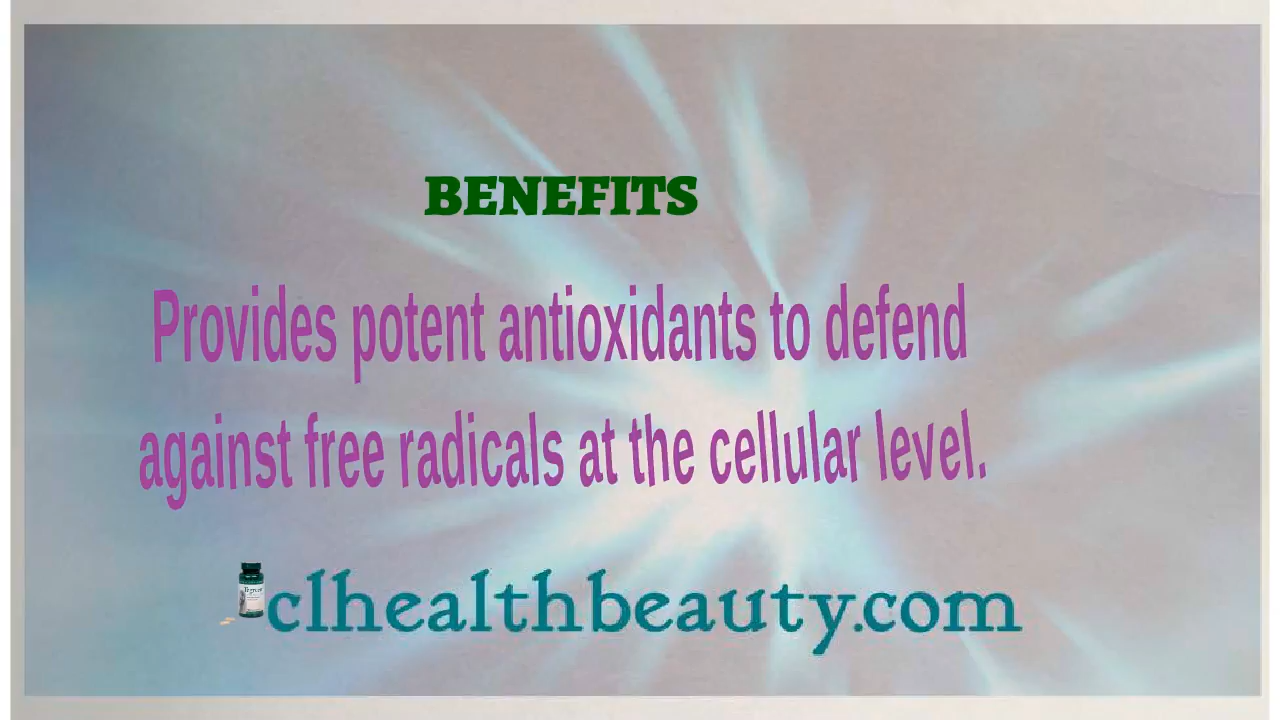 BENEFITS
Provides potent antioxidants to defend
against free radicals at the cellular level.
clhealthbeauty.com